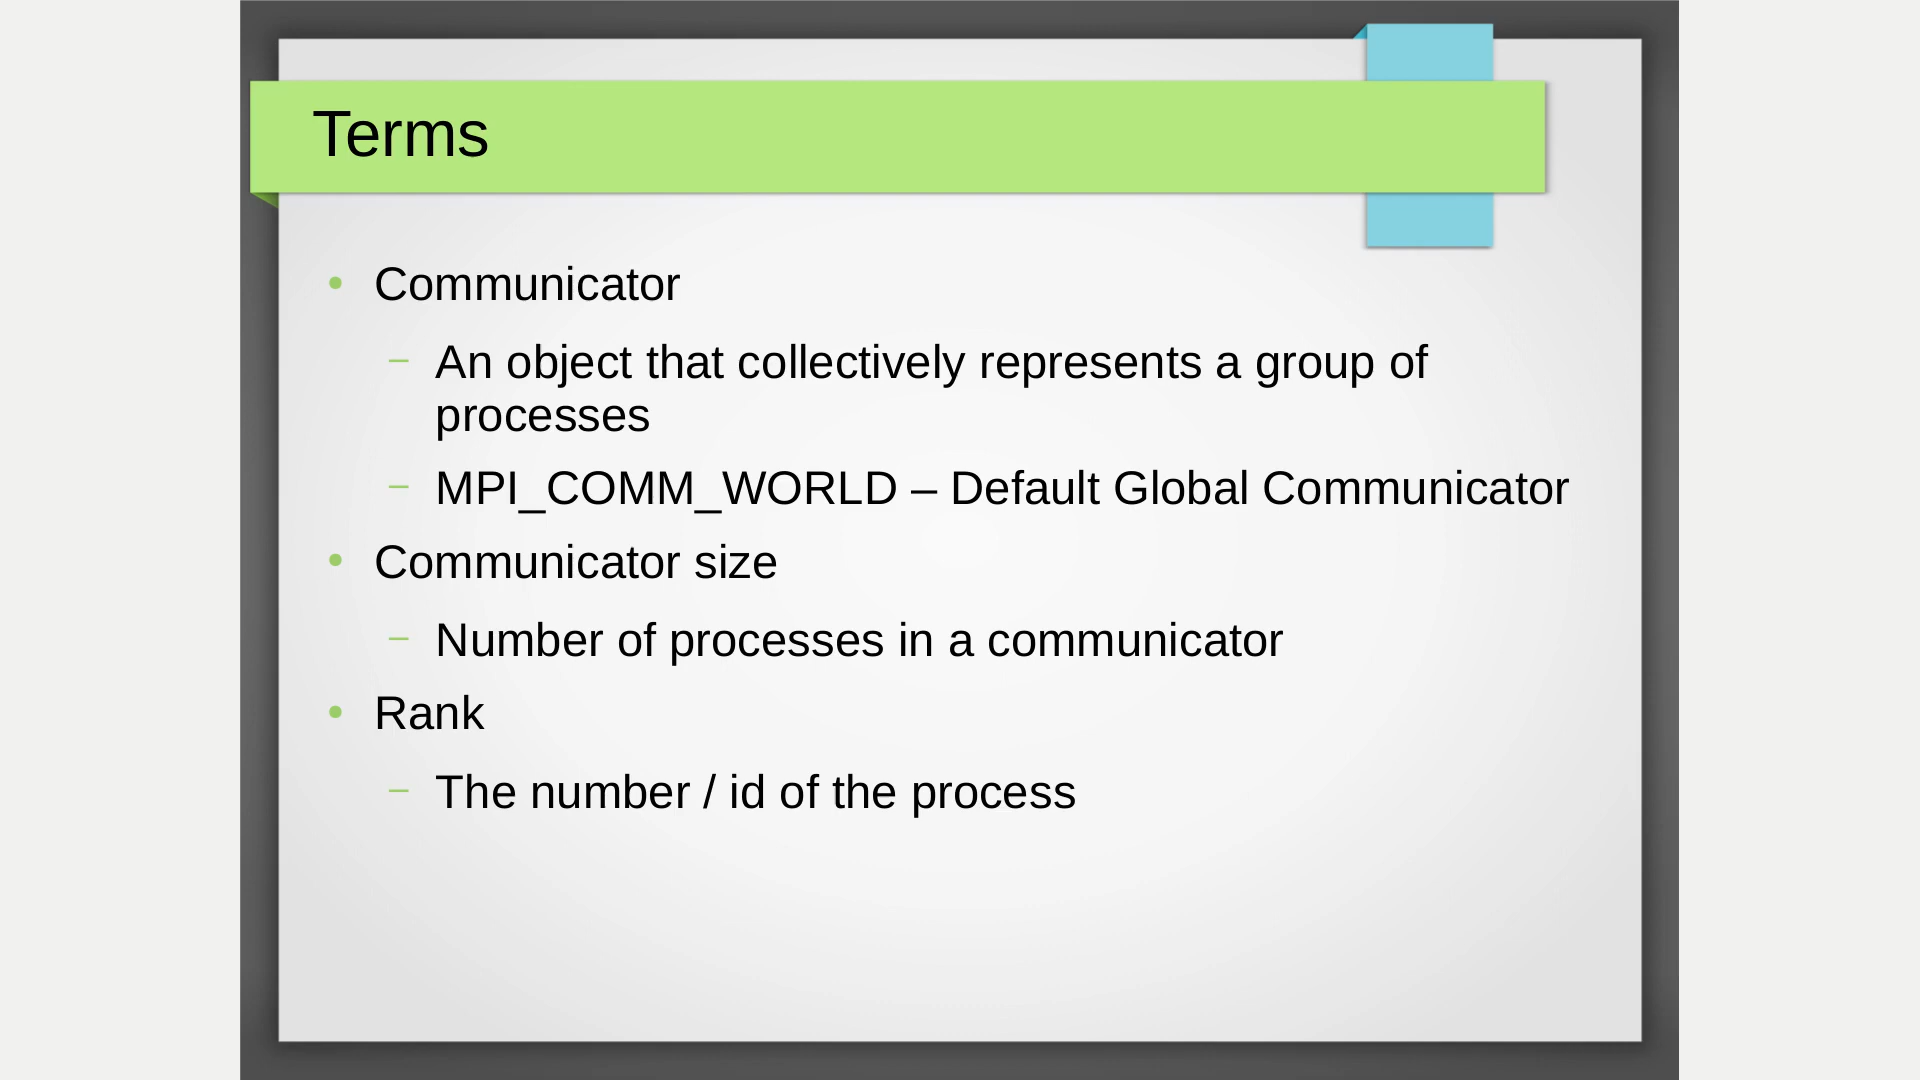 Terms
• Communicator
– An object that collectively represents a group of
processes
– MPI_COMM_WORLD – Default Global Communicator
• Communicator size
– Number of processes in a communicator
• Rank
– The number / id of the process